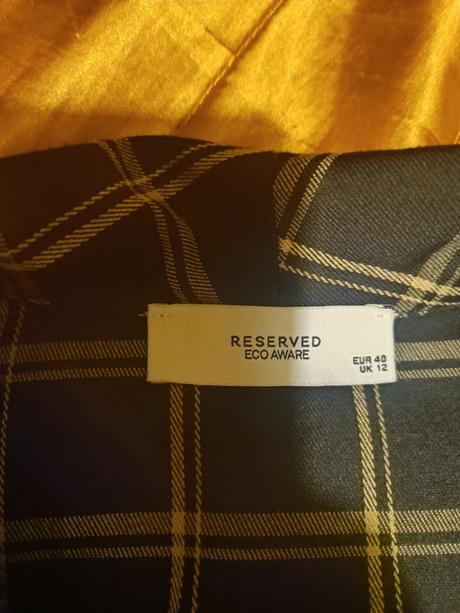 RESERVED
ECO AWARE
EUR 40
UK 12